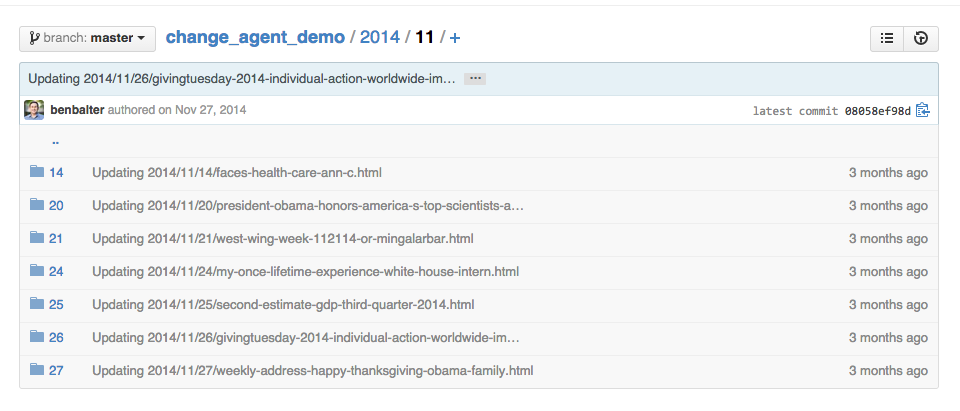 branch: master change_agent_demo / 2014 / 11 / +
Updating 2014/11/26/givingtuesday-2014-individual-action-worldwide-im… ···
benbalter authored on Nov 27, 2014 latest commit 08058ef98d
..
14 Updating 2014/11/14/faces-health-care-ann-c.html 3 months ago
20 Updating 2014/11/20/president-obama-honors-america-s-top-scientists-a… 3 months ago
21 Updating 2014/11/21/west-wing-week-112114-or-mingalarbar.html 3 months ago
24 Updating 2014/11/24/my-once-lifetime-experience-white-house-intern.html 3 months ago
25 Updating 2014/11/25/second-estimate-gdp-third-quarter-2014.html 3 months ago
26 Updating 2014/11/26/givingtuesday-2014-individual-action-worldwide-im… 3 months ago
27 Updating 2014/11/27/weekly-address-happy-thanksgiving-obama-family.html 3 months ago